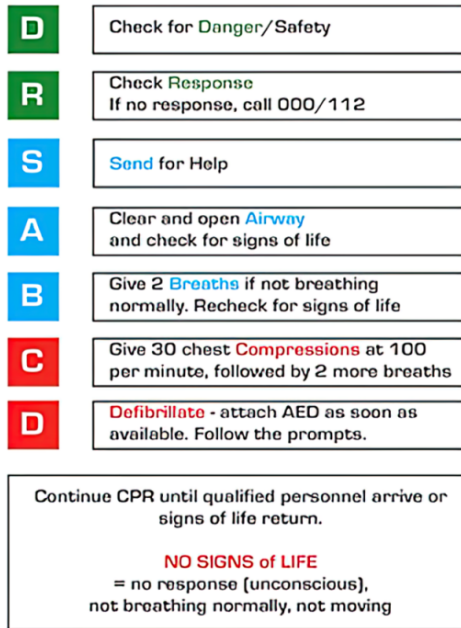 D
Check for Danger/Safety
R
Check Response
If no response, call 000/112
S
Send for Help
A
Clear and open Airway
and check for signs of life
B
Give 2 Breaths if not breathing
normally. Recheck for signs of life
C
Give 30 chest Compressions at 100
per minute, followed by 2 more breaths
D
Defibrillate - attach AED as soon as
available. Follow the prompts.
Continue CPR until qualified personnel arrive or
signs of life return.
NO SIGNS of LIFE
= no response (unconscious),
not breathing normally, not moving